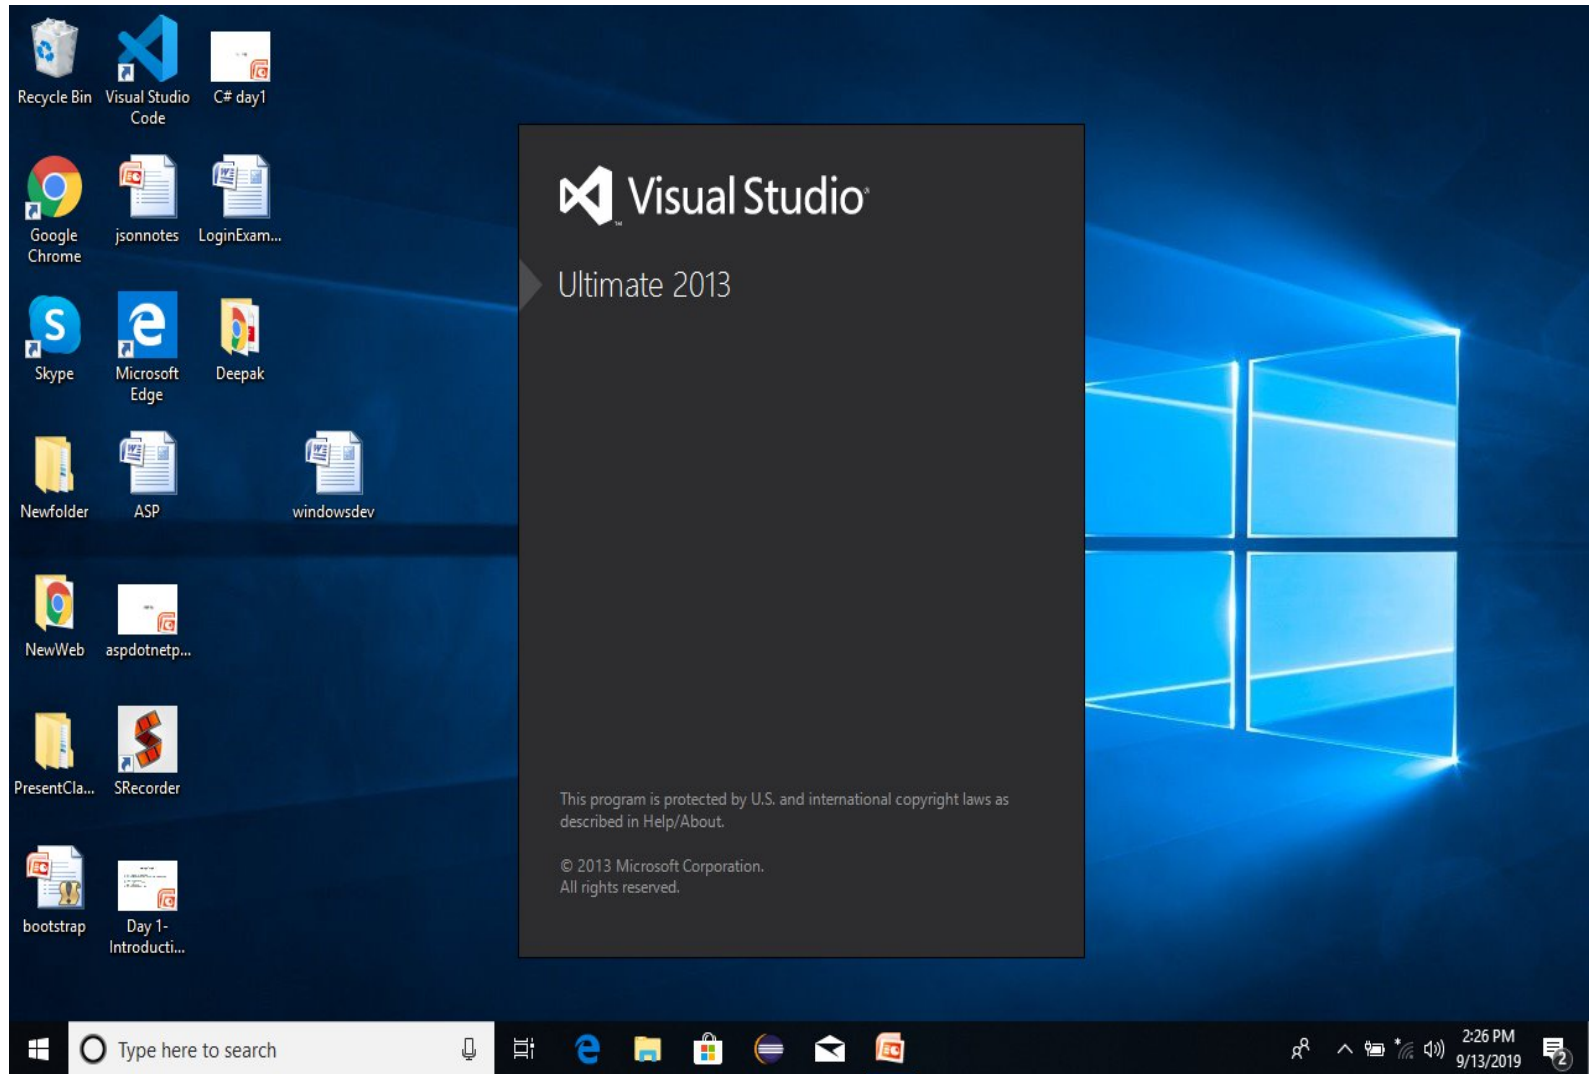 Recycle Bin
Visual Studio
Code
C# day1
Google
Chrome
jsonnotes
LoginExam...
Skype
Microsoft
Edge
Deepak
Newfolder
ASP
windowsdev
NewWeb
aspdotnetp...
PresentCla...
SRecorder
bootstrap
Day 1-
Introducti...
Visual Studio
Ultimate 2013
This program is protected by U.S. and international copyright laws as
described in Help/About.
© 2013 Microsoft Corporation.
All rights reserved.
Type here to search
2:26 PM
9/13/2019
2